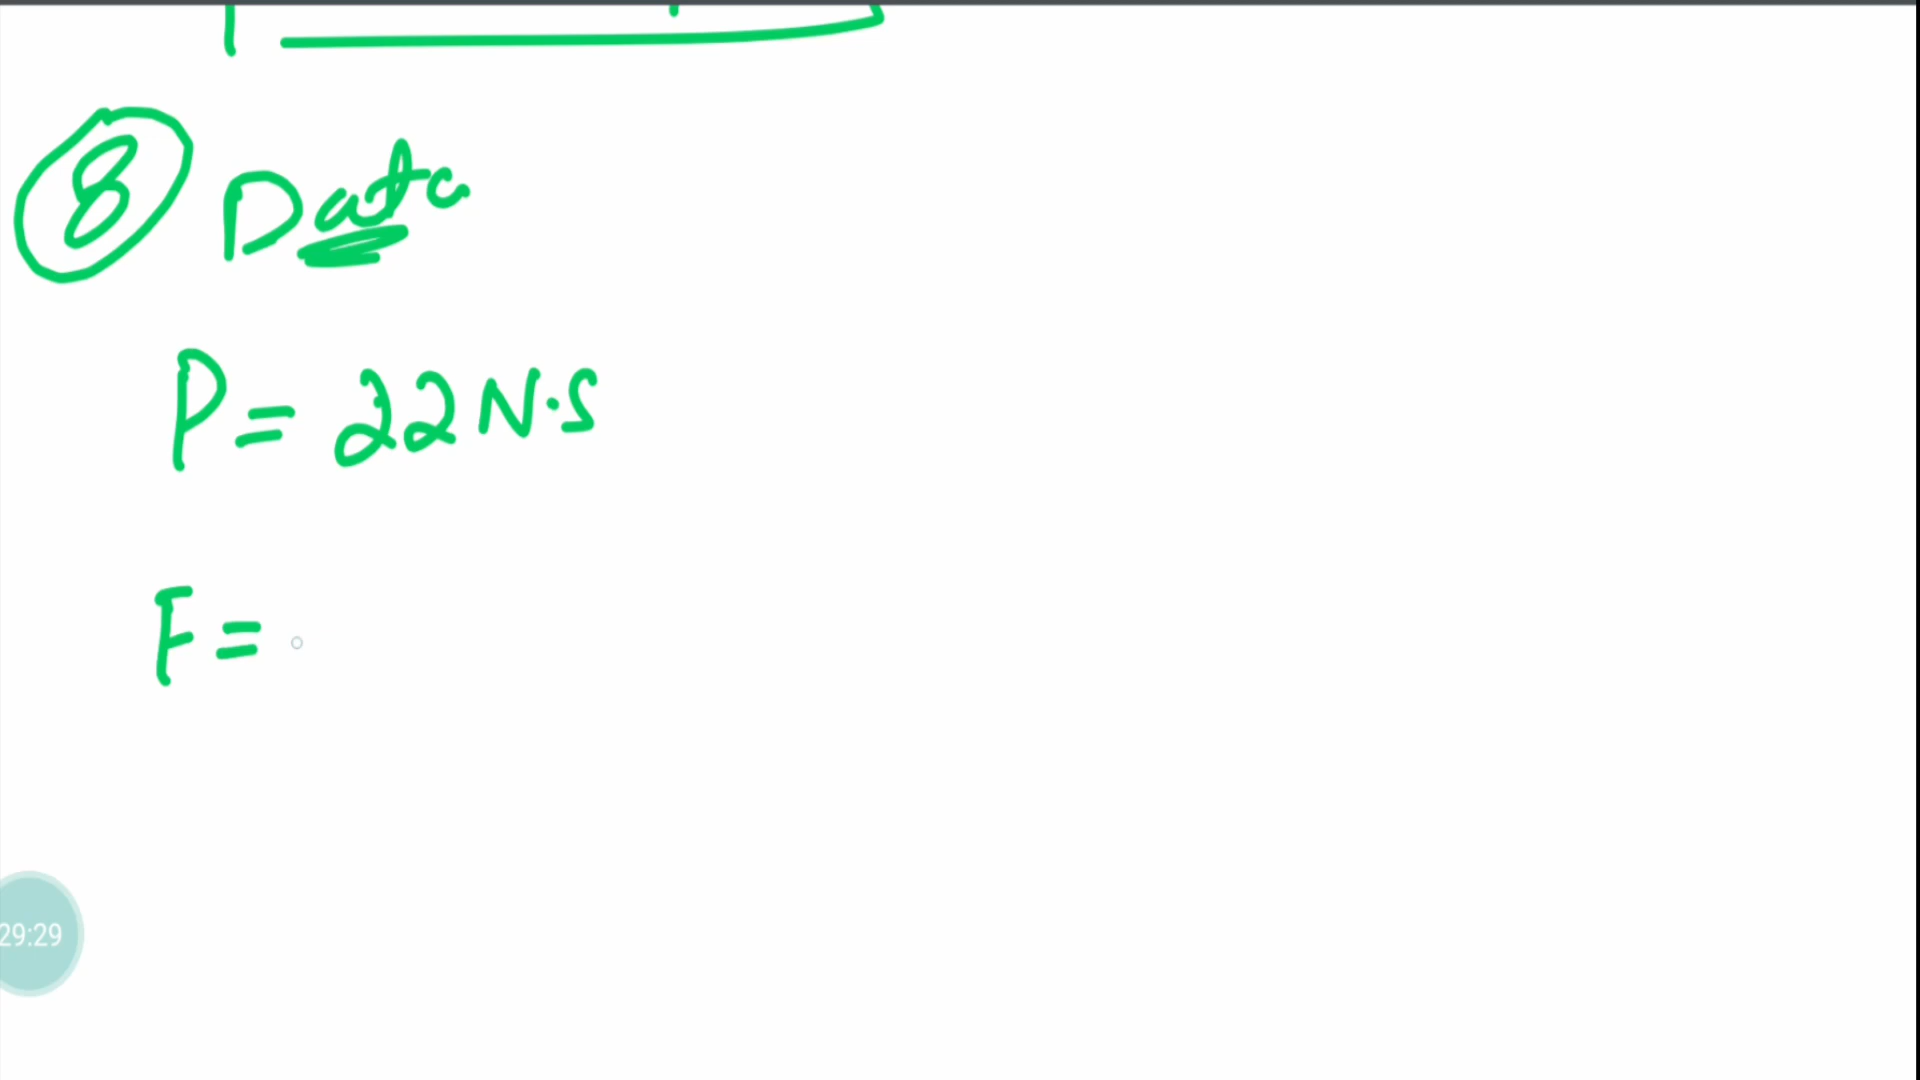 8 Data
P = 22 N·S
F =
29:29